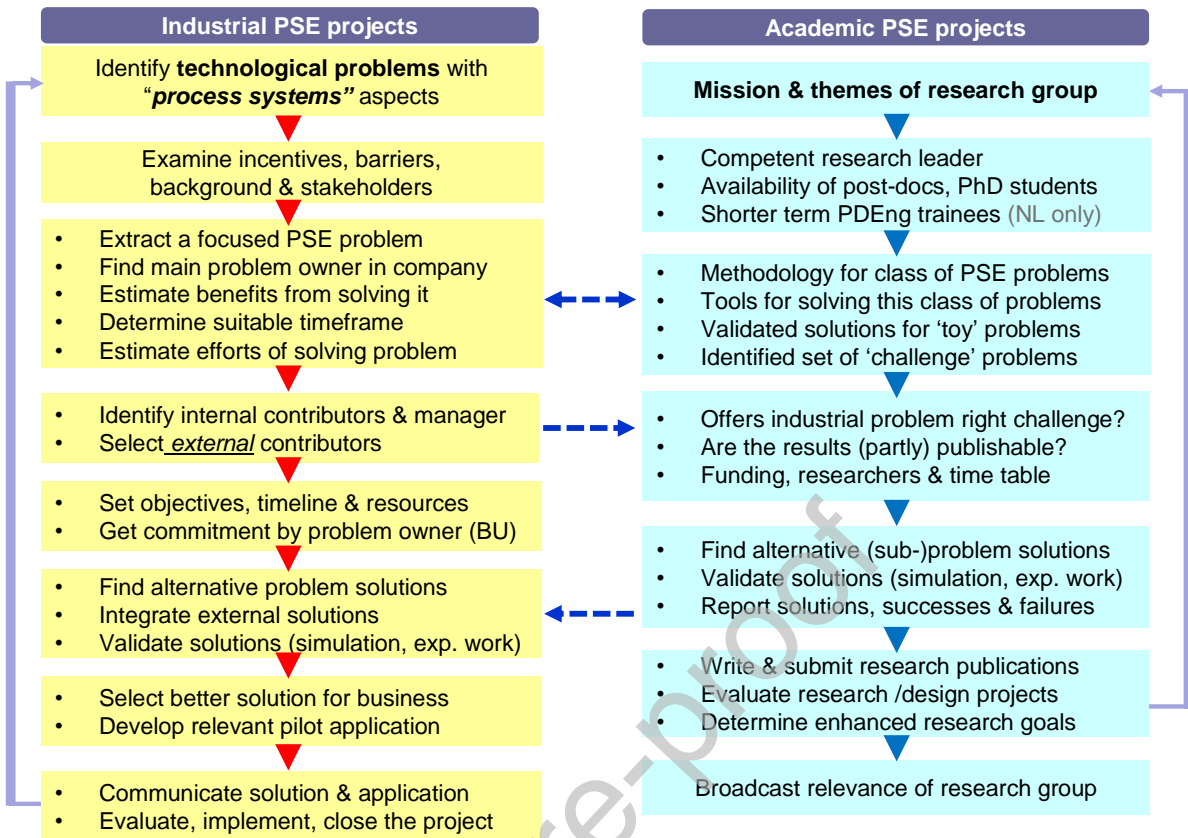 Industrial PSE projects
Identify technological problems with
“process systems” aspects
Examine incentives, barriers,
background & stakeholders
• Extract a focused PSE problem
• Find main problem owner in company
• Estimate benefits from solving it
• Determine suitable timeframe
• Estimate efforts of solving problem
• Identify internal contributors & manager
• Select external contributors
• Set objectives, timeline & resources
• Get commitment by problem owner (BU)
• Find alternative problem solutions
• Integrate external solutions
• Validate solutions (simulation, exp. work)
• Select better solution for business
• Develop relevant pilot application
• Communicate solution & application
• Evaluate, implement, close the project
Academic PSE projects
Mission & themes of research group
• Competent research leader
• Availability of post-docs, PhD students
• Shorter term PDEng trainees (NL only)
• Methodology for class of PSE problems
• Tools for solving this class of problems
• Validated solutions for ‘toy’ problems
• Identified set of ‘challenge’ problems
• Offers industrial problem right challenge?
• Are the results (partly) publishable?
• Funding, researchers & time table
• Find alternative (sub-)problem solutions
• Validate solutions (simulation, exp. work)
• Report solutions, successes & failures
• Write & submit research publications
• Evaluate research /design projects
• Determine enhanced research goals
Broadcast relevance of research group
re-proof